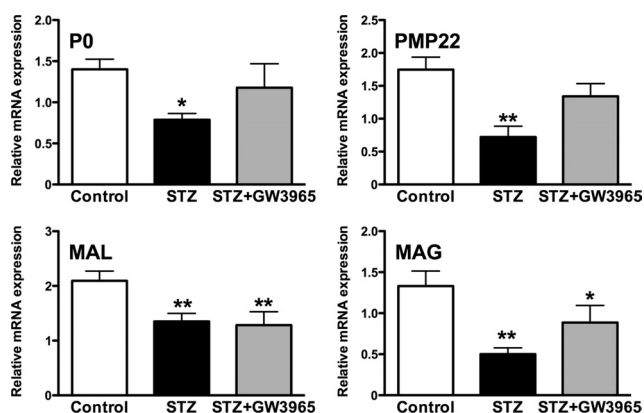 P0
Relative mRNA expression
2.0
1.5
1.0
0.5
0
*
Control STZ STZ+GW3965
PMP22
Relative mRNA expression
2.5
2.0
1.5
1.0
0.5
0
**
Control STZ STZ+GW3965
MAL
Relative mRNA expression
3
2
1
0
** **
Control STZ STZ+GW3965
MAG
Relative mRNA expression
2.0
1.5
1.0
0.5
0
** *
Control STZ STZ+GW3965